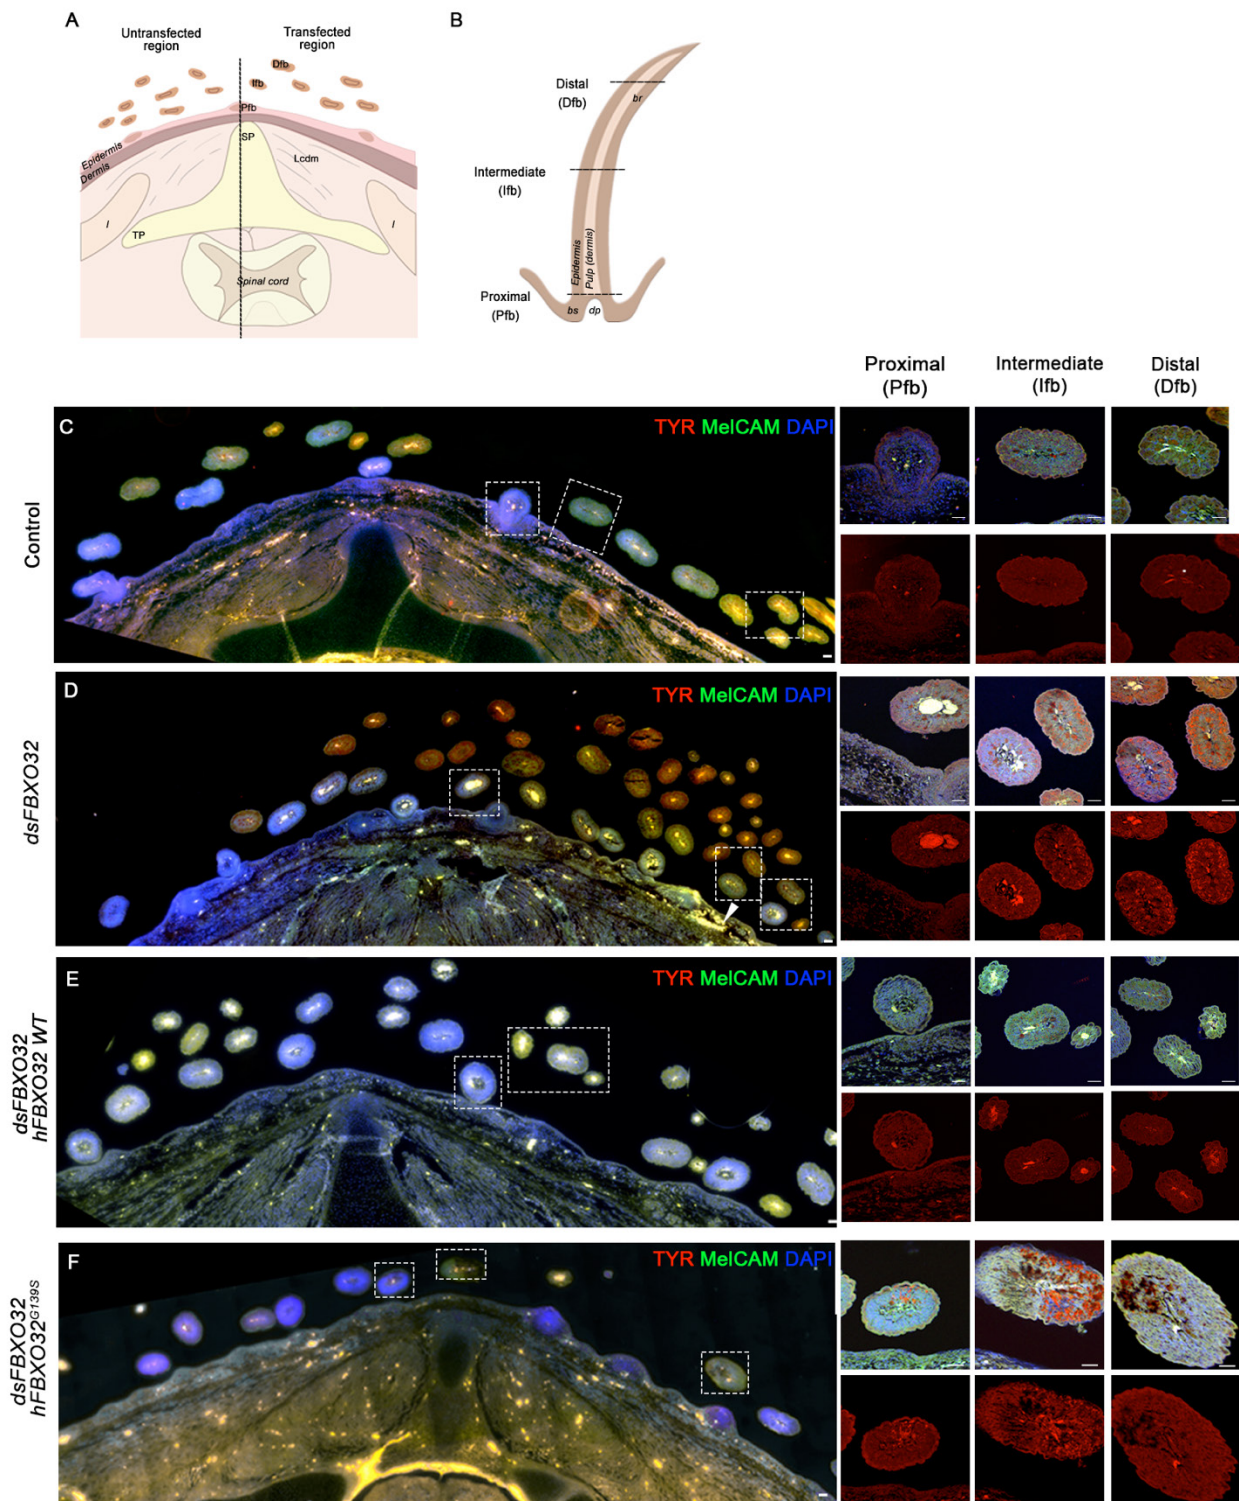 A
Untransfected
region
Transfected
region
Dfb
Ifb
Pfb
SP
Epidermis
Dermis
Lcdm
l
l
TP
Spinal cord
B
Distal
(Dfb)
br
Intermediate
(Ifb)
Epidermis
Pulp (dermis)
Proximal
(Pfb)
bs
dp
Proximal
(Pfb)
Intermediate
(Ifb)
Distal
(Dfb)
Control
C
TYR MelCAM DAPI
dsFBXO32
D
TYR MelCAM DAPI
dsFBXO32
hFBXO32 WT
E
TYR MelCAM DAPI
dsFBXO32
hFBXO32G139S
F
TYR MelCAM DAPI